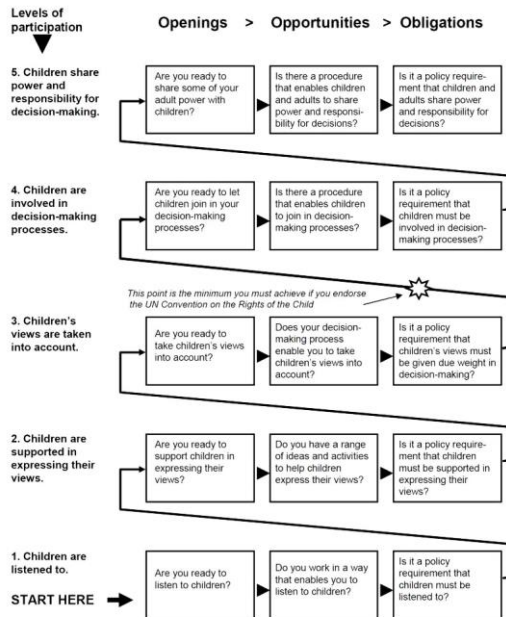 Levels of
participation
Openings > Opportunities > Obligations
5. Children share
power and
responsibility for
decision-making.
Are you ready to
share some of your
adult power with
children?
Is there a procedure
that enables children
and adults to share
power and responsi-
bility for decisions?
Is it a policy require-
ment that children and
adults share power
and responsibility for
decisions?
4. Children are
involved in
decision-making
processes.
Are you ready to let
children join in your
decision-making
processes?
Is there a procedure
that enables children
to join in decision-
making processes?
Is it a policy
requirement that
children must be
involved in decision-
making processes?
This point is the minimum you must achieve if you endorse
the UN Convention on the Rights of the Child
3. Children's
views are taken
into account.
Are you ready to
take children's views
into account?
Does your decision-
making process
enable you to take
children's views into
account?
Is it a policy
requirement that
children's views must
be given due weight in
decision-making?
2. Children are
supported in
expressing their
views.
Are you ready to
support children in
expressing their
views?
Do you have a range
of ideas and activities
to help children
express their views?
Is it a policy require-
ment that children
must be supported in
expressing their
views?
1. Children are
listened to.
START HERE
Are you ready to
listen to children?
Do you work in a way
that enables you to
listen to children?
Is it a policy
requirement that
children must be
listened to?